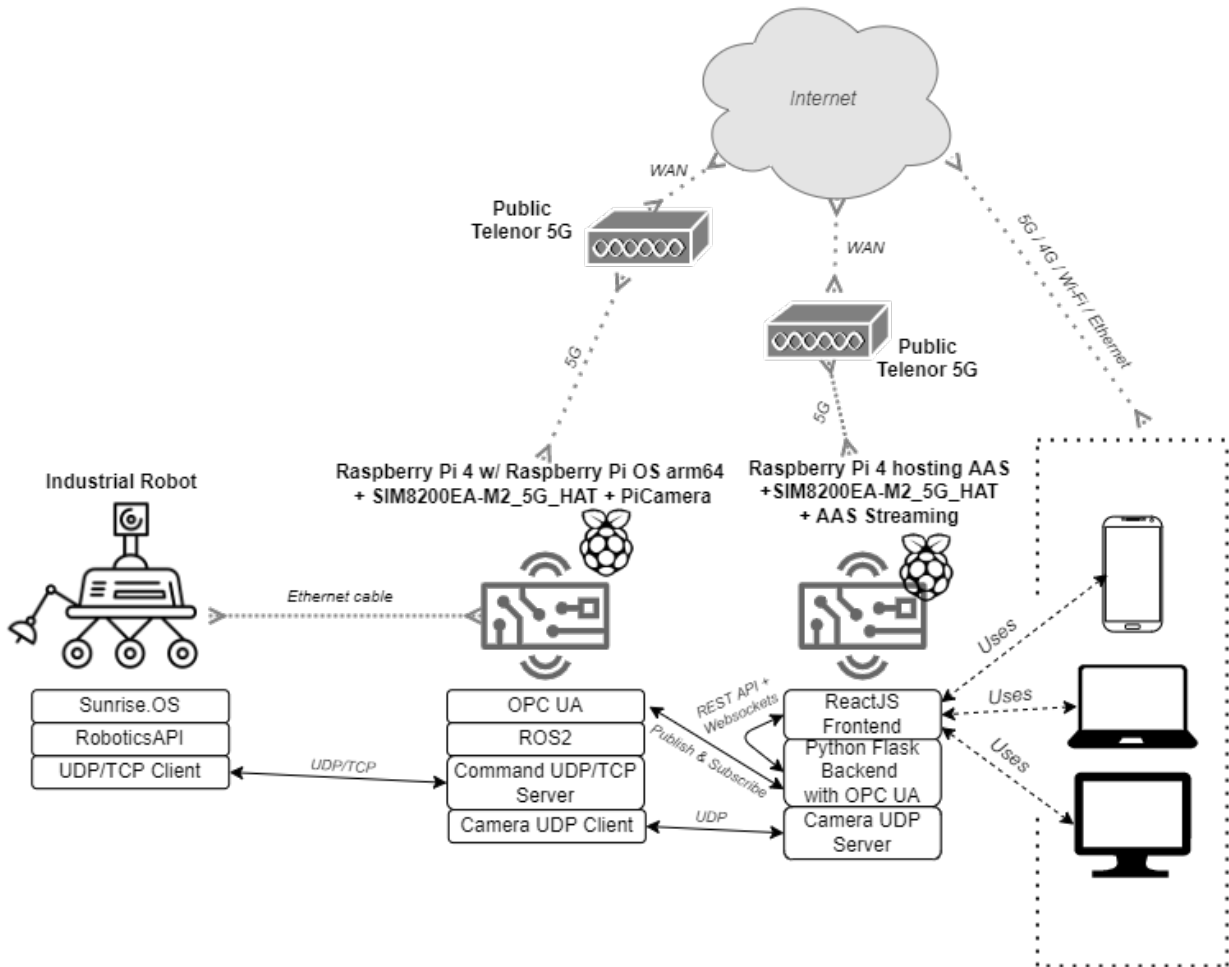 Internet
WAN
Public
Telenor 5G
WAN
5G / 4G / Wi-Fi / Ethernet
Public
Telenor 5G
5G
5G
Industrial Robot
Raspberry Pi 4 w/ Raspberry Pi OS arm64
+ SIM8200EA-M2_5G_HAT + PiCamera
Raspberry Pi 4 hosting AAS
+SIM8200EA-M2_5G_HAT
+ AAS Streaming
Ethernet cable
Sunrise.OS
RoboticsAPI
UDP/TCP Client
UDP/TCP
OPC UA
ROS2
Command UDP/TCP
Server
Camera UDP Client
REST API +
Websockets
Publish & Subscribe
UDP
ReactJS
Frontend
Python Flask
Backend
with OPC UA
Camera UDP
Server
Uses
Uses
Uses